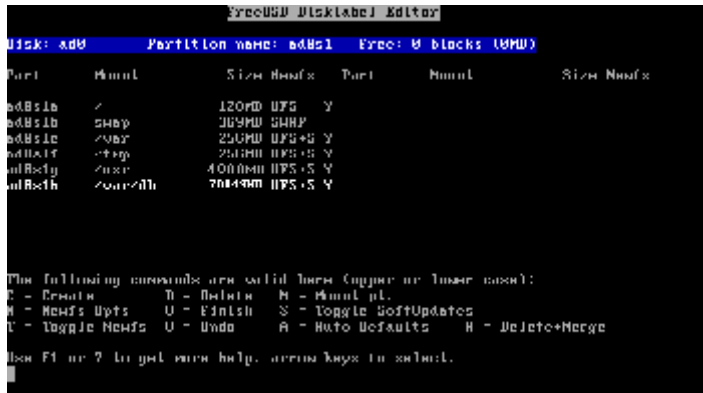 FreeBSD Disklabel Editor
Disk: ad0 Partition name: ad0s1 Free: 0 blocks (0MB)
Part Mount Size Newfs Part Mount Size Newfs
ad0s1a / 120MB UFS Y
ad0s1b swap 369MB SWAP
ad0s1e /var 256MB UFS+S Y
ad0s1f /tmp 256MB UFS+S Y
ad0s1g /usr 4000MB UFS+S Y
ad0s1h /var/db UFS+S Y
The following commands are valid here (upper or lower case):
C = Create D = Delete M = Mount pt.
N = Newfs Opts Q = Finish S = Toggle SoftUpdates
T = Toggle Newfs U = Undo A = Auto Defaults R = Delete+Merge
Use F1 or ? to get more help, arrow keys to select.